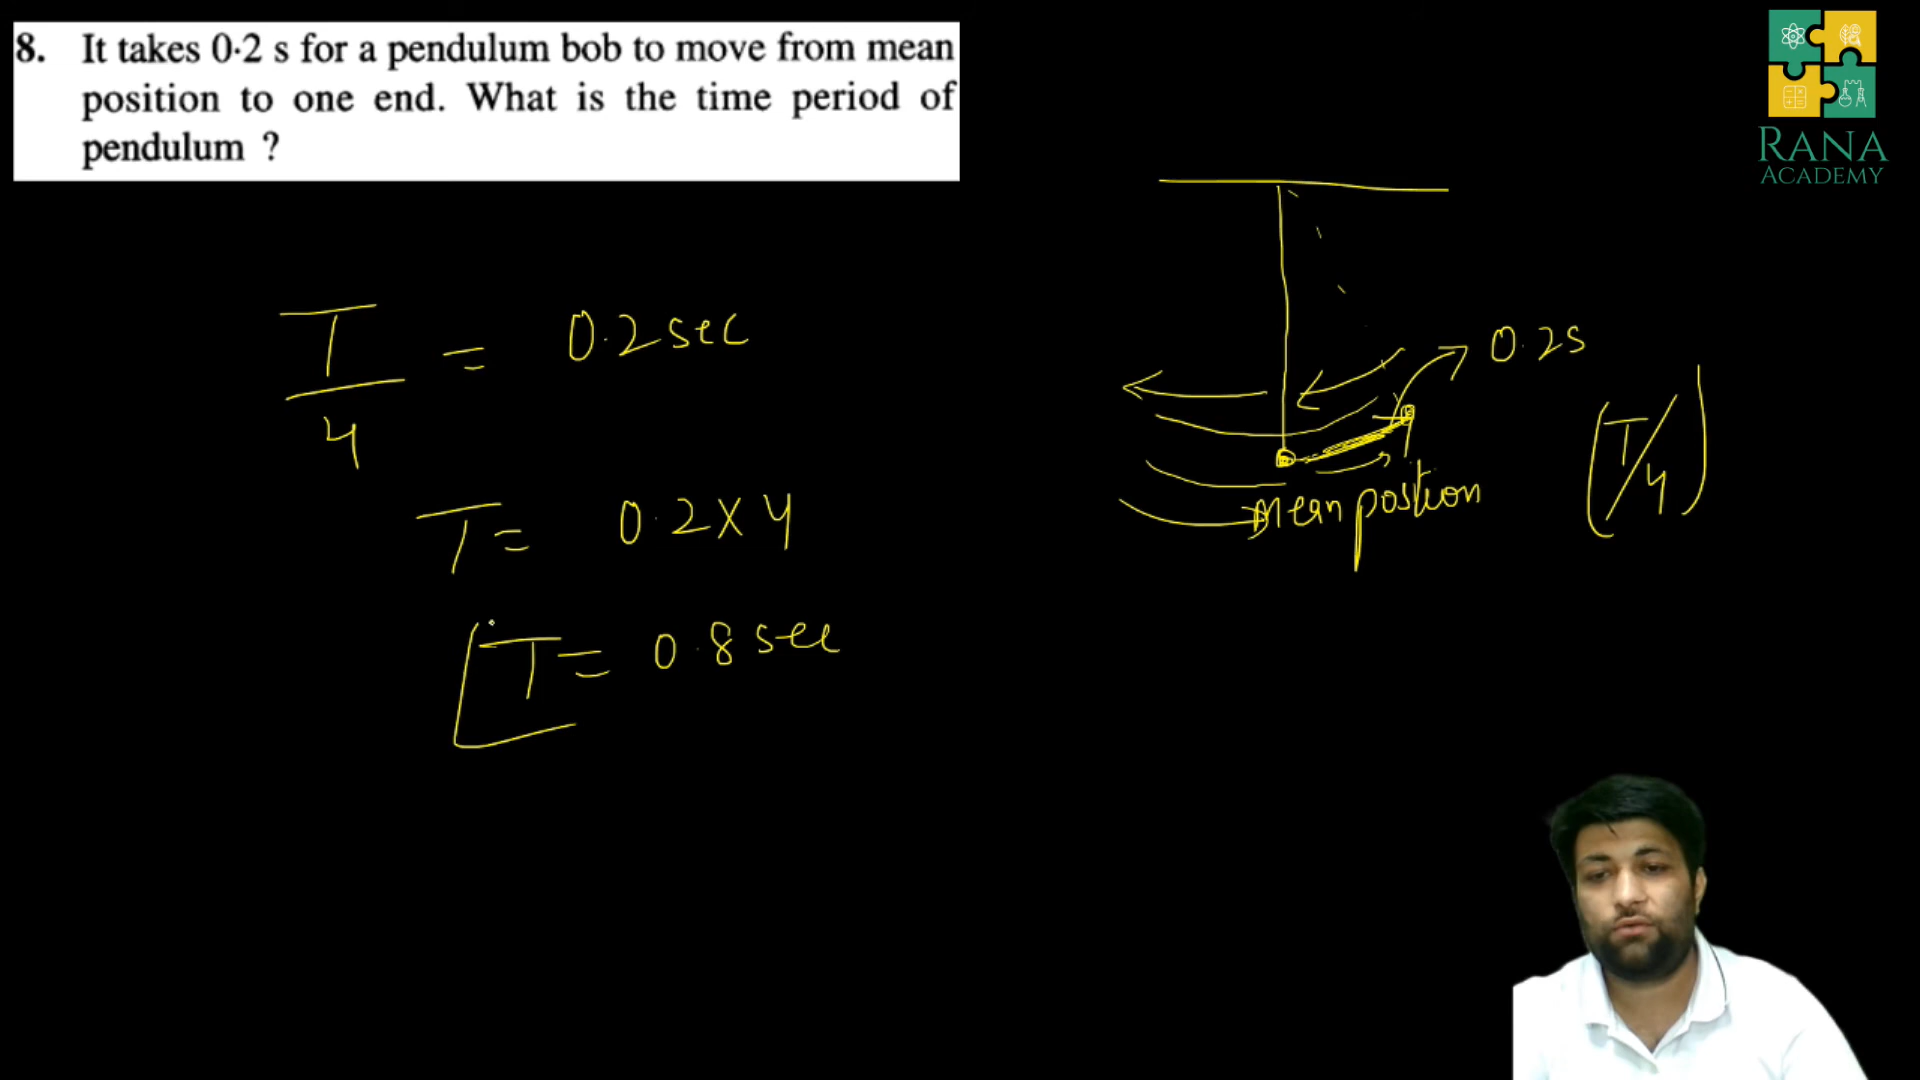 8. It takes 0·2 s for a pendulum bob to move from mean
position to one end. What is the time period of
pendulum ?
RANA
ACADEMY
T/4 = 0.2 sec
T = 0.2 X 4
T = 0.8 sec
0.2s
Mean position
(T/4)